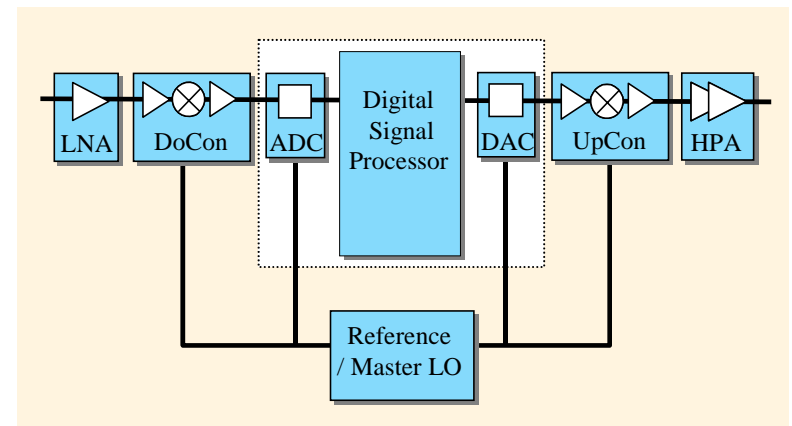 LNA
DoCon
ADC
Digital
Signal
Processor
DAC
UpCon
HPA
Reference
/ Master LO